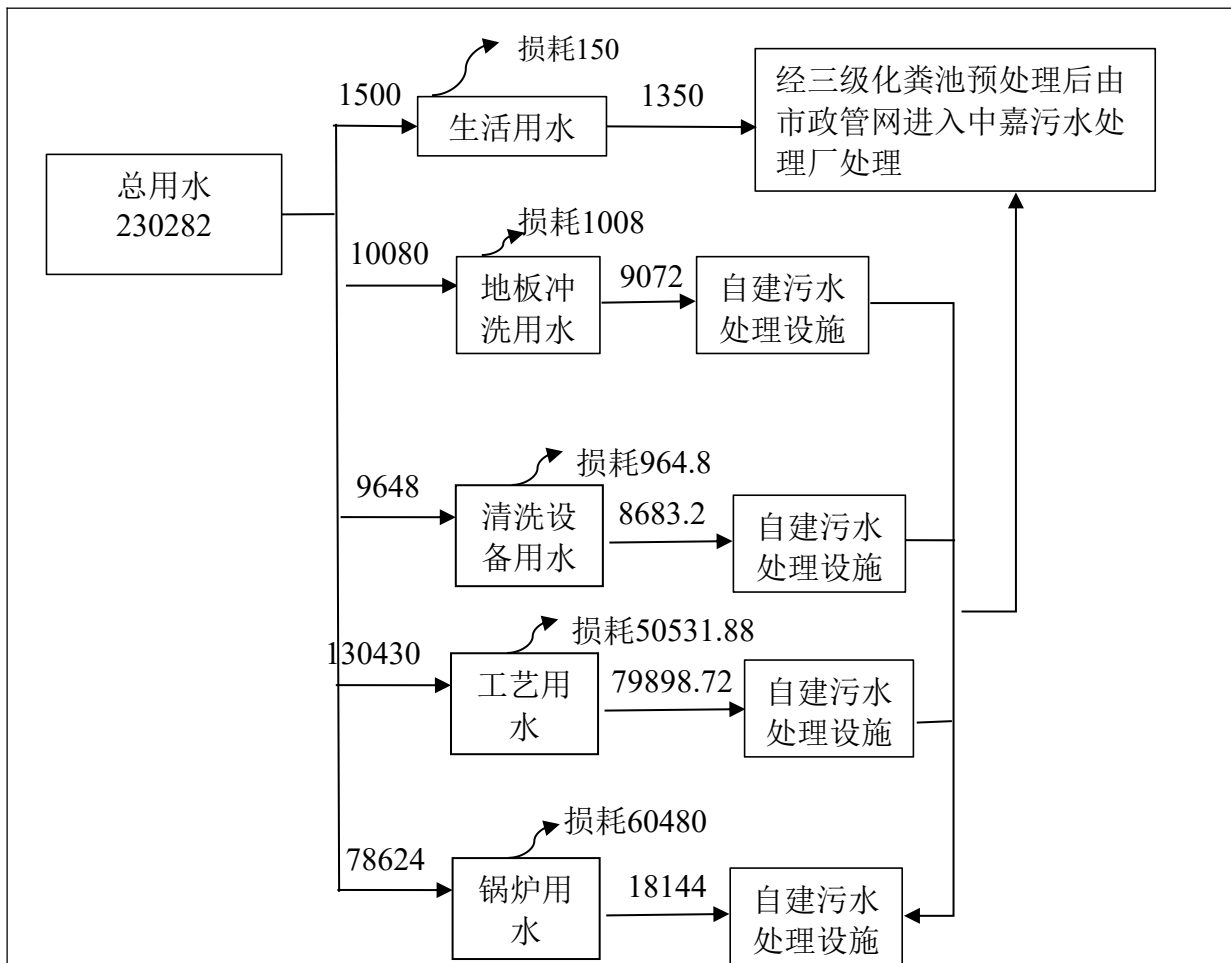 损耗150
1500
生活用水
1350
经三级化粪池预处理后由
市政管网进入中嘉污水处
理厂处理
总用水
230282
损耗1008
10080
地板冲
洗用水
9072
自建污水
处理设施
损耗964.8
9648
清洗设
备用水
8683.2
自建污水
处理设施
损耗50531.88
130430
工艺用
水
79898.72
自建污水
处理设施
损耗60480
78624
锅炉用
水
18144
自建污水
处理设施